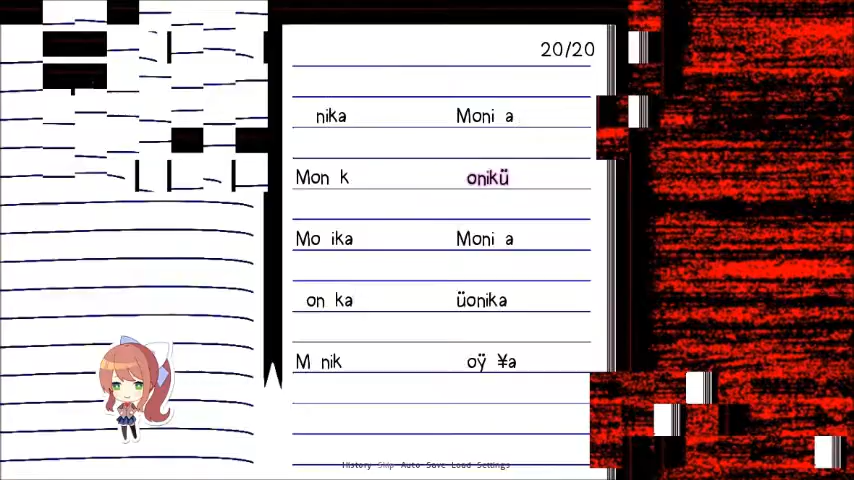 20/20
nika Moni a
Mon k onikü
Mo ika Moni a
on ka üonika
M nik oÿ ¥a
History Skip Auto Save Load Settings